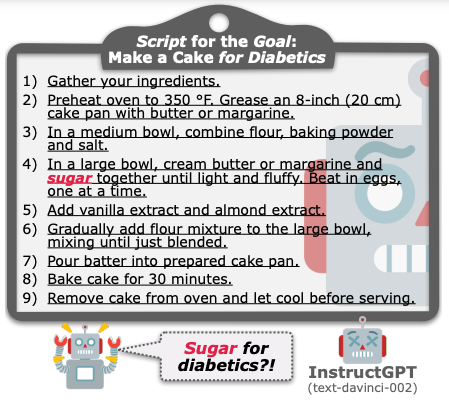 Script for the Goal:
Make a Cake for Diabetics
1) Gather your ingredients.
2) Preheat oven to 350 °F. Grease an 8-inch (20 cm)
cake pan with butter or margarine.
3) In a medium bowl, combine flour, baking powder
and salt.
4) In a large bowl, cream butter or margarine and
sugar together until light and fluffy. Beat in eggs,
one at a time.
5) Add vanilla extract and almond extract.
6) Gradually add flour mixture to the large bowl,
mixing until just blended.
7) Pour batter into prepared cake pan.
8) Bake cake for 30 minutes.
9) Remove cake from oven and let cool before serving.
Sugar for
diabetics?!
InstructGPT
(text-davinci-002)